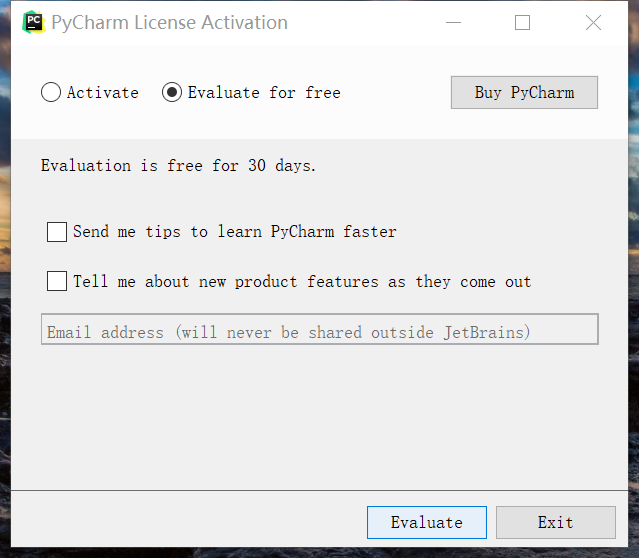 PC PyCharm License Activation
Activate Evaluate for free Buy PyCharm
Evaluation is free for 30 days.
Send me tips to learn PyCharm faster
Tell me about new product features as they come out
Email address (will never be shared outside JetBrains)
Evaluate Exit